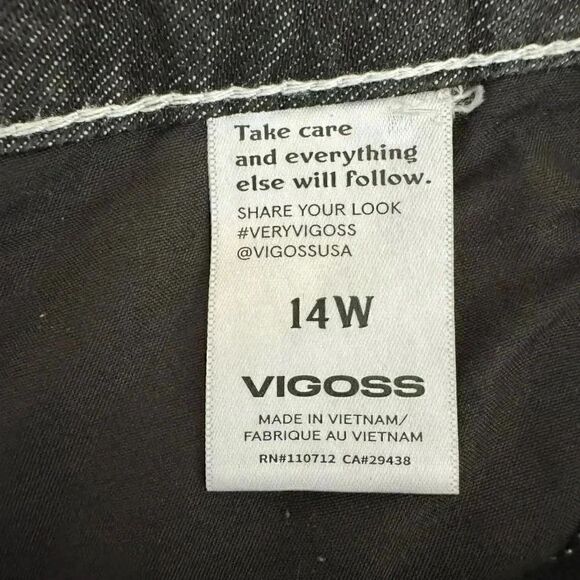 Take care
and everything
else will follow.
SHARE YOUR LOOK
#VERYVIGOSS
@VIGOSSUSA
14W
VIGOSS
MADE IN VIETNAM/
FABRIQUE AU VIETNAM
RN#110712 CA#29438